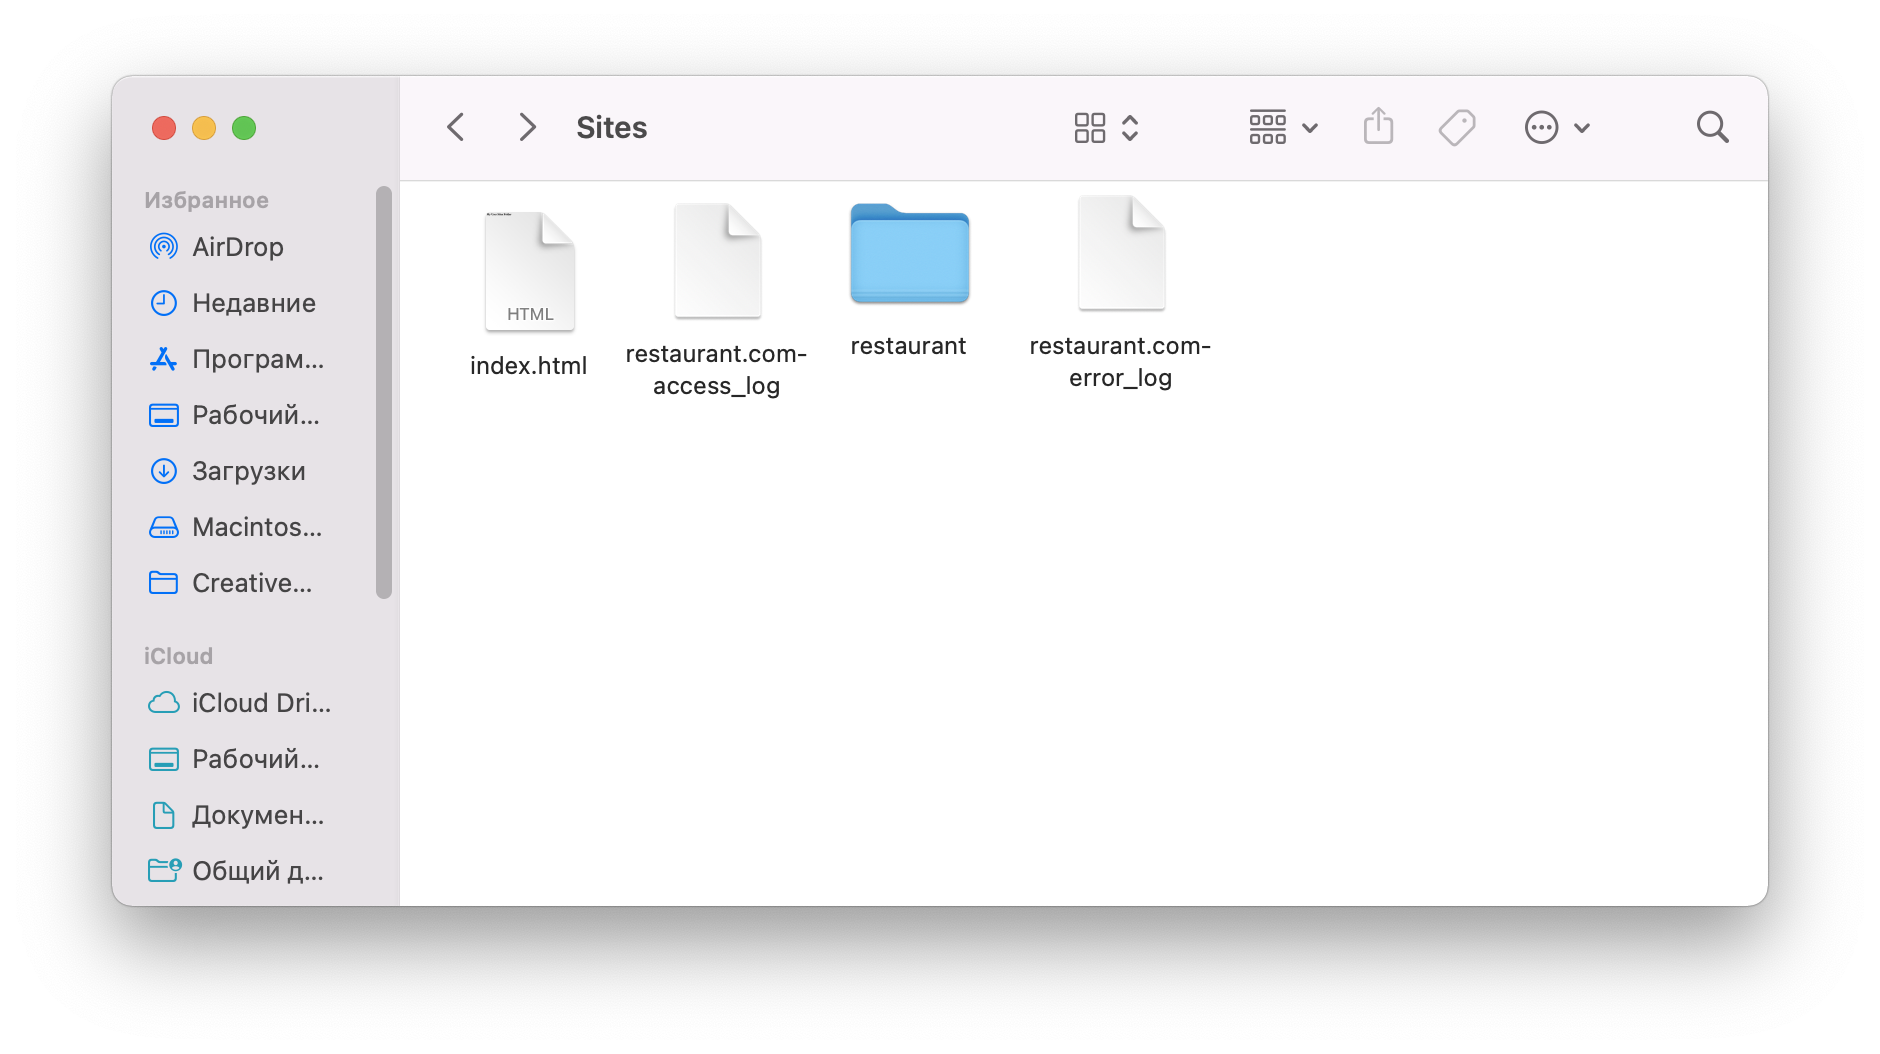 Sites
Избранное
AirDrop
Недавние
Програм...
Рабочий...
Загрузки
Macintos...
Creative...
iCloud
iCloud Dri...
Рабочий...
Докумен...
Общий д...
HTML
index.html
restaurant.com-
access_log
restaurant
restaurant.com-
error_log